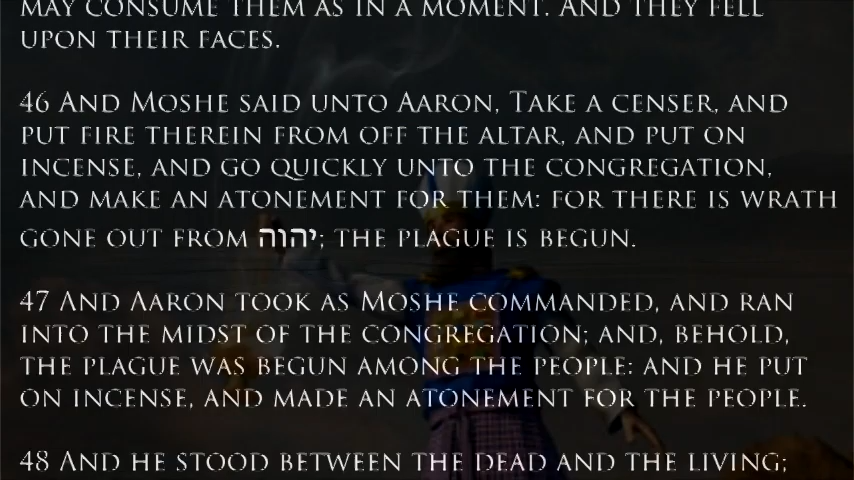 MAY CONSUME THEM AS IN A MOMENT. AND THEY FELL
UPON THEIR FACES.
46 AND MOSHE SAID UNTO AARON, TAKE A CENSER, AND
PUT FIRE THEREIN FROM OFF THE ALTAR, AND PUT ON
INCENSE, AND GO QUICKLY UNTO THE CONGREGATION,
AND MAKE AN ATONEMENT FOR THEM: FOR THERE IS WRATH
GONE OUT FROM יהוה; THE PLAGUE IS BEGUN.
47 AND AARON TOOK AS MOSHE COMMANDED, AND RAN
INTO THE MIDST OF THE CONGREGATION; AND, BEHOLD,
THE PLAGUE WAS BEGUN AMONG THE PEOPLE: AND HE PUT
ON INCENSE, AND MADE AN ATONEMENT FOR THE PEOPLE.
48 AND HE STOOD BETWEEN THE DEAD AND THE LIVING;